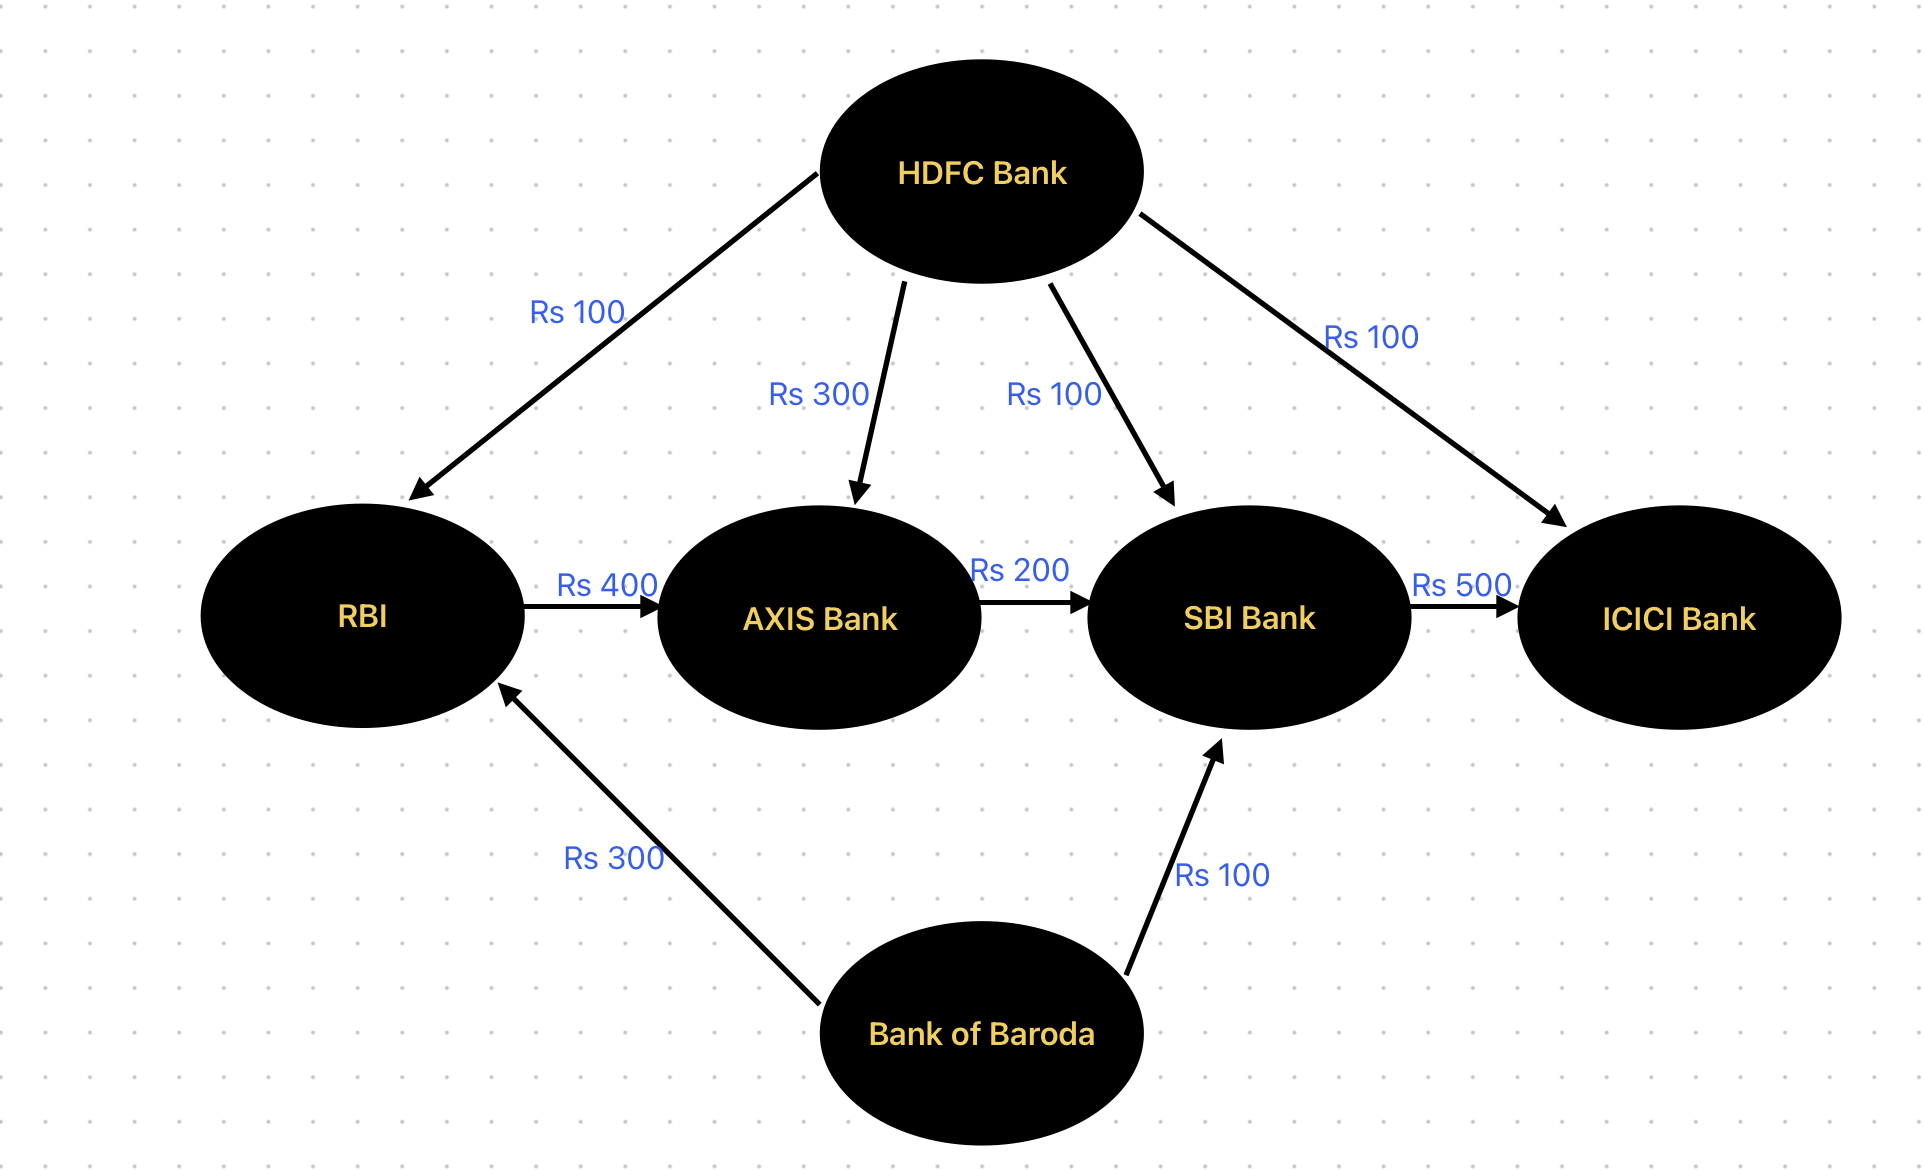 HDFC Bank
Rs 100
Rs 100
Rs 300
Rs 100
Rs 400
Rs 200
Rs 500
RBI
AXIS Bank
SBI Bank
ICICI Bank
Rs 300
Rs 100
Bank of Baroda